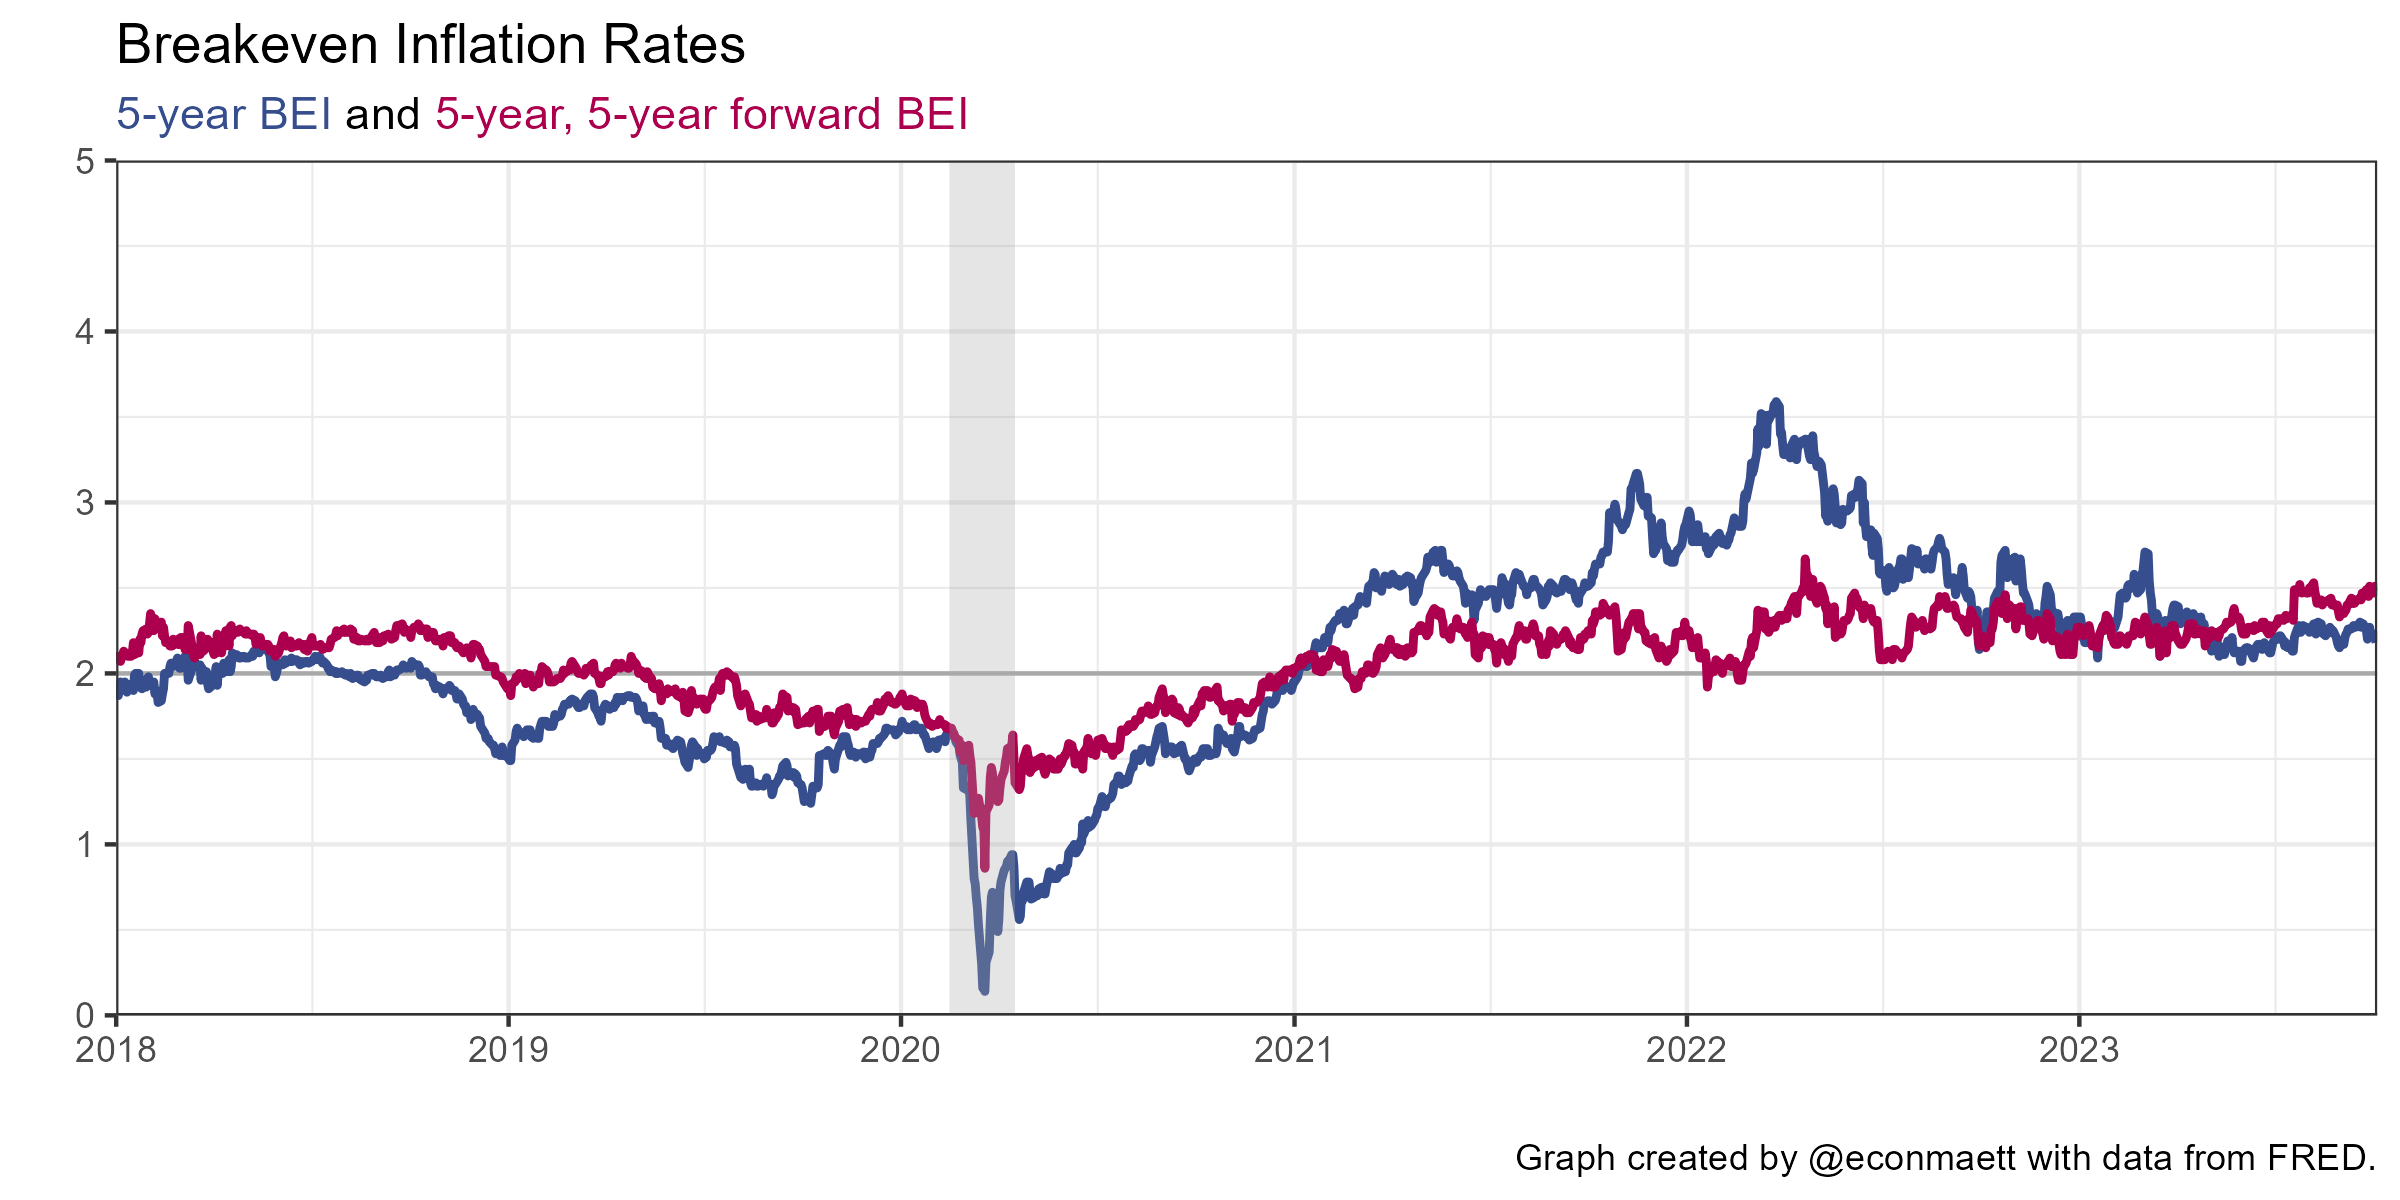 Breakeven Inflation Rates
5-year BEI and 5-year, 5-year forward BEI
5
4
3
2
1
0
2018 2019 2020 2021 2022 2023
Graph created by @econmaett with data from FRED.